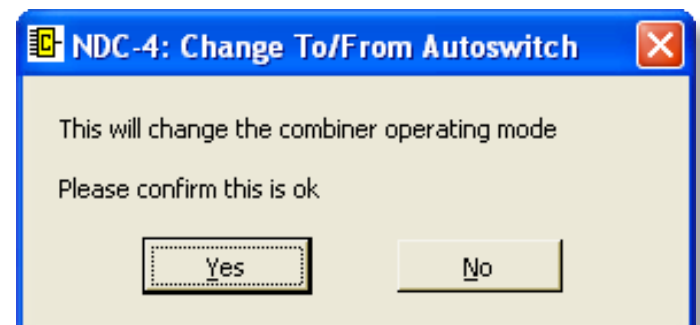 NDC-4: Change To/From Autoswitch
This will change the combiner operating mode
Please confirm this is ok
Yes
No